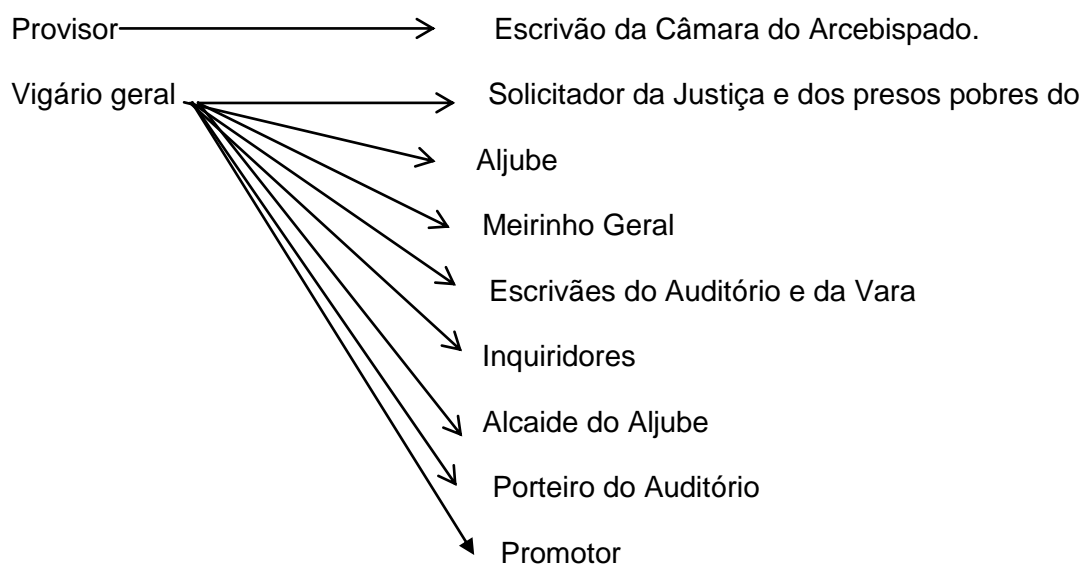 Provisor Escrivão da Câmara do Arcebispado.
Vigário geral Solicitador da Justiça e dos presos pobres do
Aljube
Meirinho Geral
Escrivães do Auditório e da Vara
Inquiridores
Alcaide do Aljube
Porteiro do Auditório
Promotor